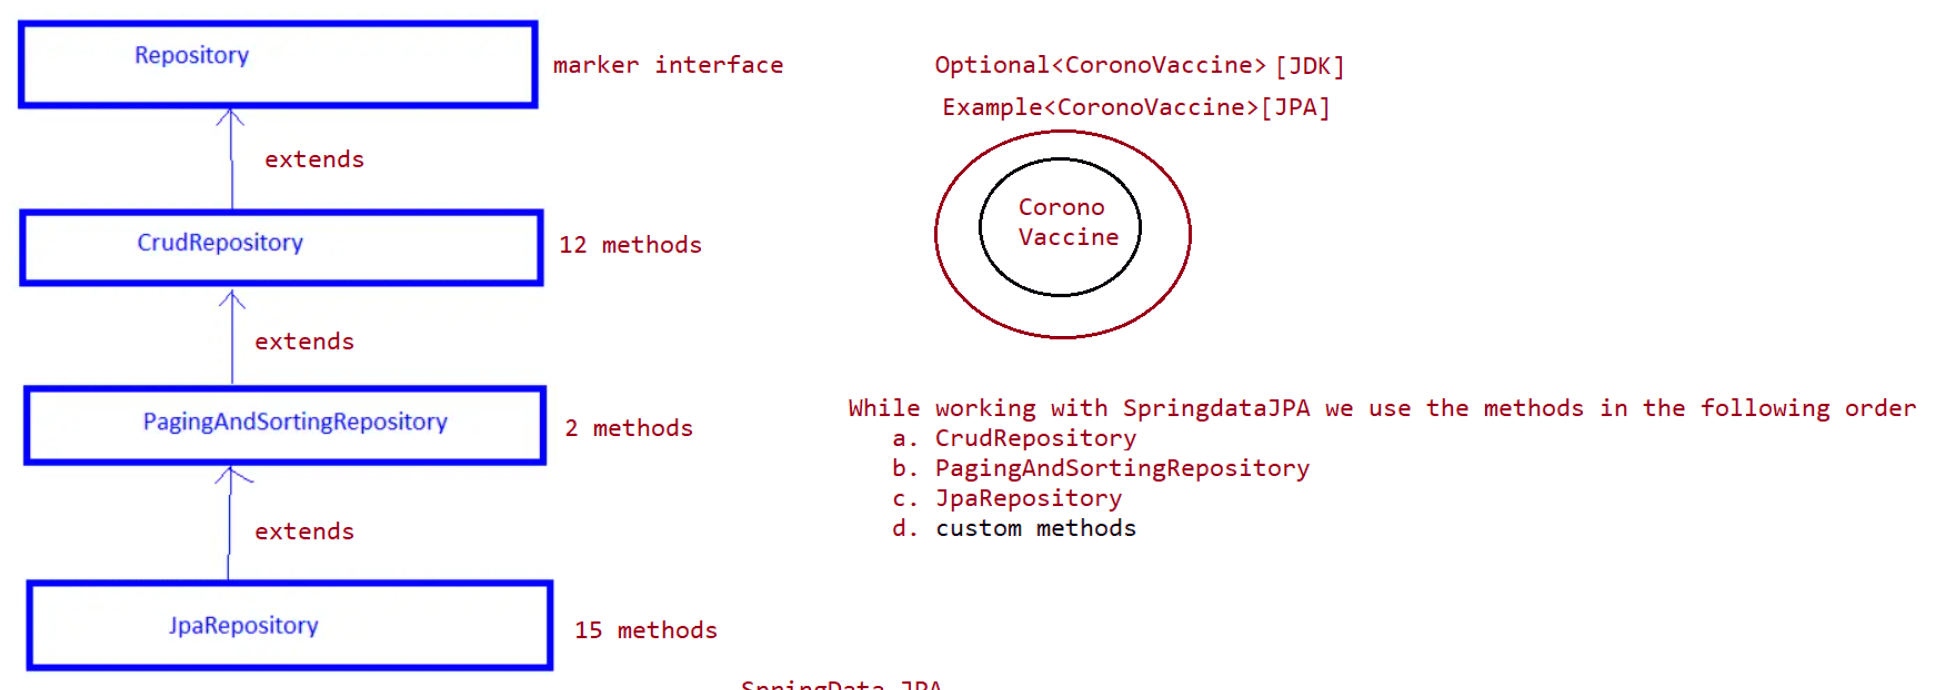 Repository
marker interface
extends
CrudRepository
12 methods
extends
PagingAndSortingRepository
2 methods
extends
JpaRepository
15 methods
Optional<CoronoVaccine> [JDK]
Example<CoronoVaccine>[JPA]
Corono
Vaccine
While working with SpringdataJPA we use the methods in the following order
a. CrudRepository
b. PagingAndSortingRepository
c. JpaRepository
d. custom methods
SpringData JPA